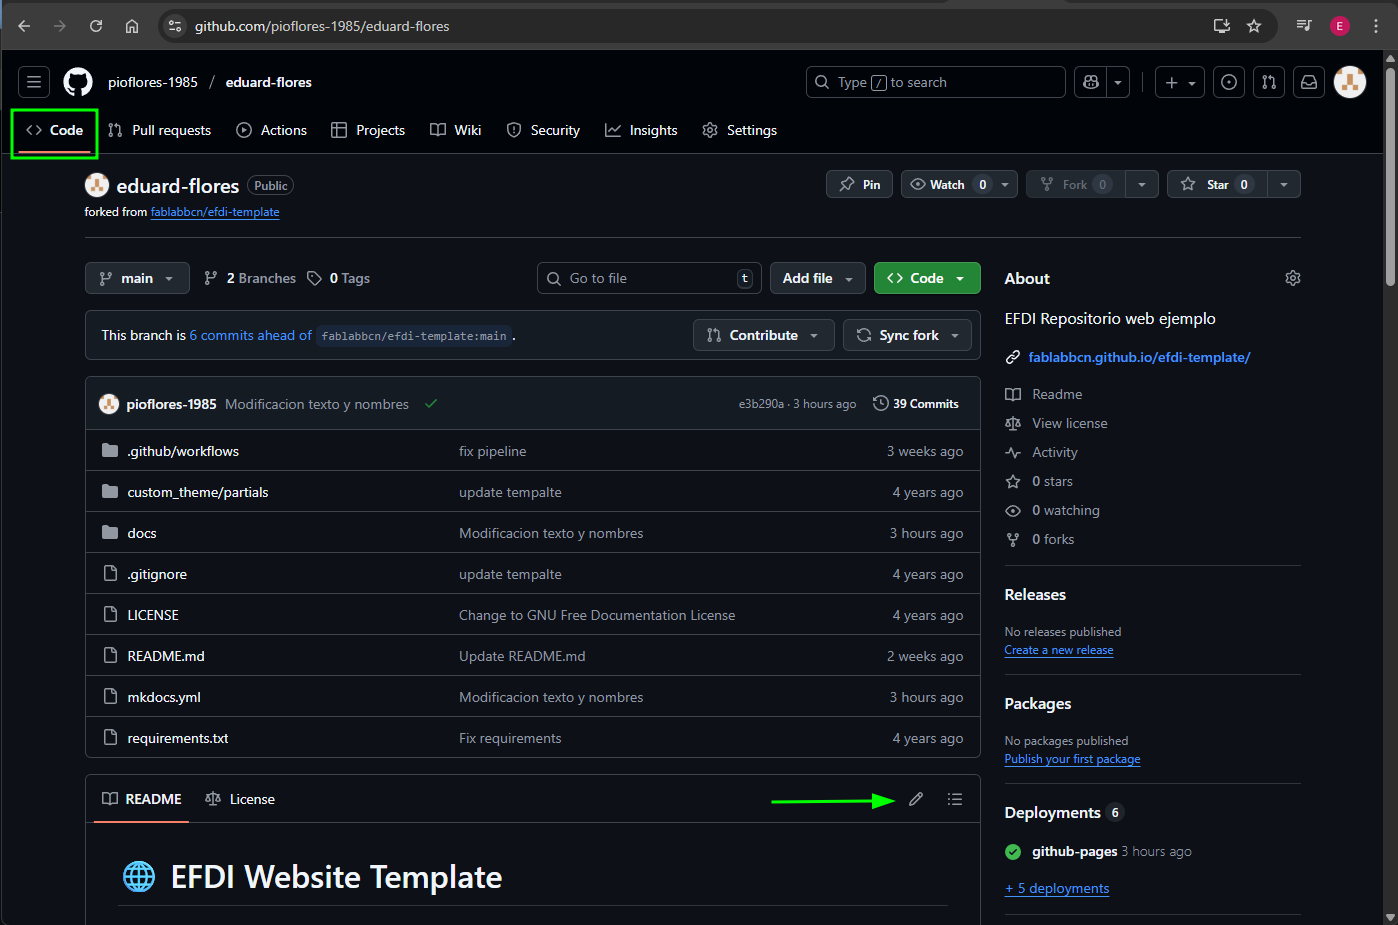 github.com/pioflores-1985/eduard-flores
E
pioflores-1985 / eduard-flores
Type / to search
Code
Pull requests
Actions
Projects
Wiki
Security
Insights
Settings
eduard-flores Public
forked from fablabbcn/efdi-template
Pin
Watch 0
Fork 0
Star 0
main
2 Branches
0 Tags
Go to file t
Add file
<> Code
This branch is 6 commits ahead of fablabbcn/efdi-template:main .
Contribute
Sync fork
pioflores-1985 Modificacion texto y nombres e3b290a · 3 hours ago 39 Commits
.github/workflows fix pipeline 3 weeks ago
custom_theme/partials update tempalte 4 years ago
docs Modificacion texto y nombres 3 hours ago
.gitignore update tempalte 4 years ago
LICENSE Change to GNU Free Documentation License 4 years ago
README.md Update README.md 2 weeks ago
mkdocs.yml Modificacion texto y nombres 3 hours ago
requirements.txt Fix requirements 4 years ago
README License
EFDI Website Template
About
EFDI Repositorio web ejemplo
fablabbcn.github.io/efdi-template/
Readme
View license
Activity
0 stars
0 watching
0 forks
Releases
No releases published
Create a new release
Packages
No packages published
Publish your first package
Deployments 6
github-pages 3 hours ago
+ 5 deployments